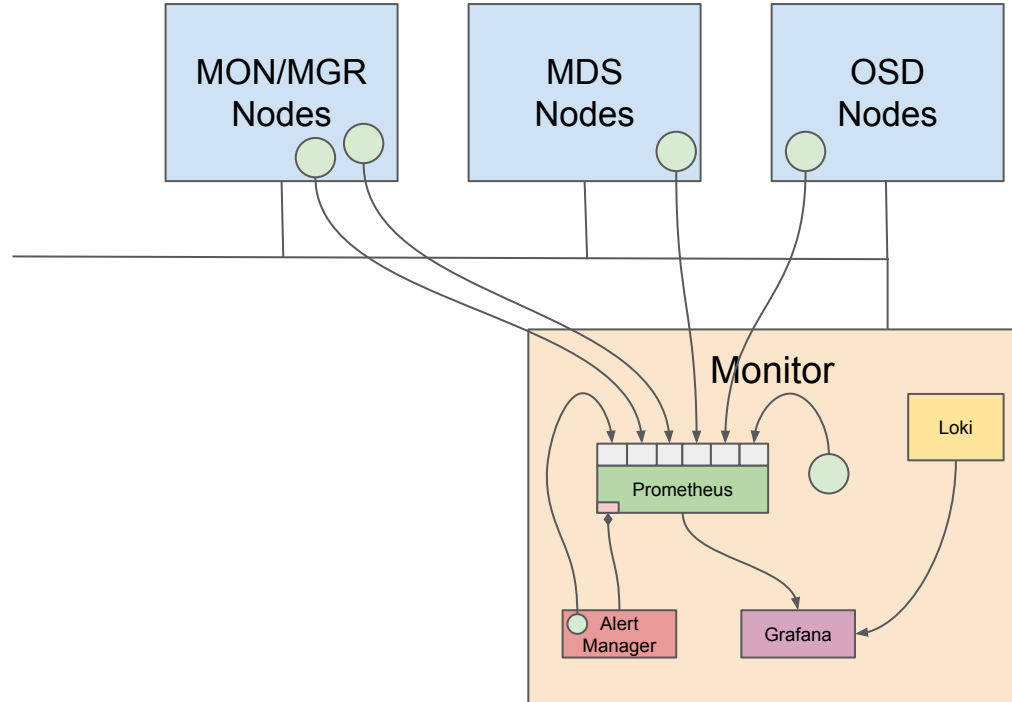 MON/MGR
Nodes
MDS
Nodes
OSD
Nodes
Monitor
Loki
Prometheus
Alert
Manager
Grafana